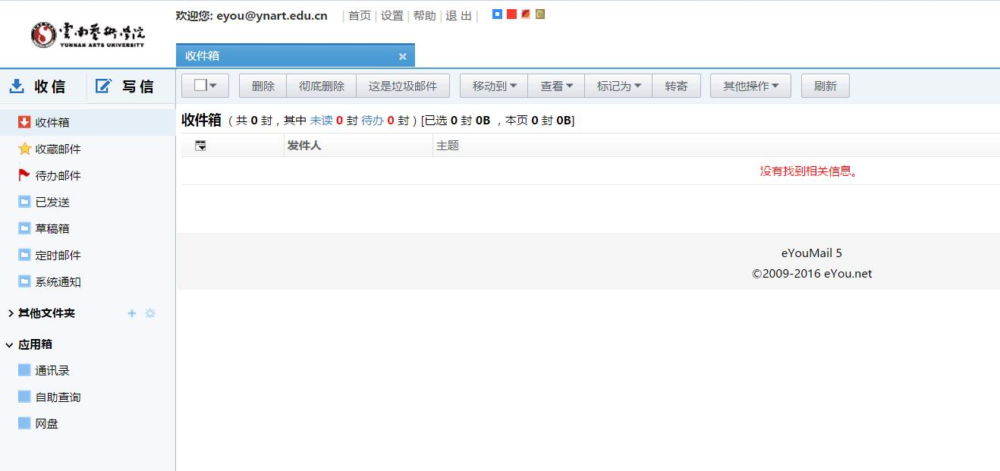 雲南藝術學院
YUNNAN ARTS UNIVERSITY
欢迎您: eyou@ynart.edu.cn | 首页 | 设置 | 帮助 | 退 出 |
收件箱 ×
收 信 写 信
删除 彻底删除 这是垃圾邮件 移动到 查看 标记为 转寄 其他操作 刷新
收件箱
收藏邮件
待办邮件
已发送
草稿箱
定时邮件
系统通知
其他文件夹 +
应用箱
通讯录
自助查询
网盘
收件箱 ( 共 0 封 , 其中 未读 0 封 待办 0 封 ) [已选 0 封 0B ，本页 0 封 0B]
发件人 主题
没有找到相关信息。
eYouMail 5
©2009-2016 eYou.net